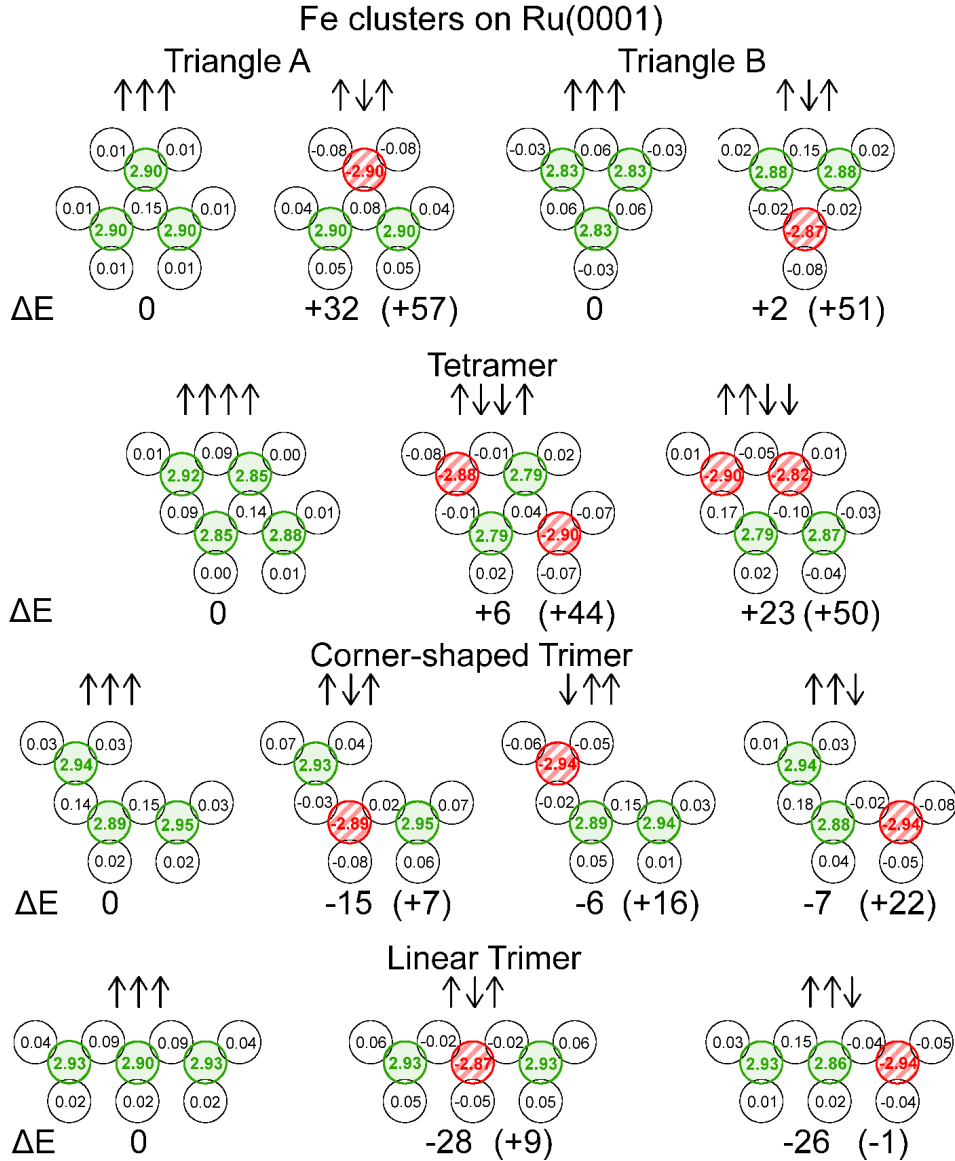 Fe clusters on Ru(0001)
Triangle A Triangle B
↑↑↑ ↑↓↑ ↑↑↑ ↑↓↑
0.01 0.01 -0.08 -0.08 -0.03 0.06 -0.03 0.02 0.15 0.02
2.90 -2.90 2.83 2.83 2.88 2.88
0.01 0.15 0.01 0.04 0.08 0.04 0.06 0.06 -0.02 -0.02
2.90 2.90 2.90 2.90 2.83 -2.87
0.01 0.01 0.05 0.05 -0.03 -0.08
ΔE 0 +32 (+57) 0 +2 (+51)
Tetramer
↑↑↑↑ ↑↓↓↑ ↑↑↓↓
0.01 0.09 0.00 -0.08 -0.01 0.02 0.01 -0.05 0.01
2.92 2.85 -2.88 2.79 -2.90 -2.82
0.09 0.14 0.01 -0.01 0.04 -0.07 0.17 -0.10 -0.03
2.85 2.88 2.79 -2.90 2.79 2.87
0.00 0.01 0.02 -0.07 0.02 -0.04
ΔE 0 +6 (+44) +23 (+50)
Corner-shaped Trimer
↑↑↑ ↑↓↑ ↓↑↑ ↑↑↓
0.03 0.03 0.07 0.04 -0.06 -0.05 0.01 0.03
2.94 2.93 -2.94 2.94
0.14 0.15 0.03 -0.03 0.02 0.07 -0.02 0.15 0.03 0.18 -0.02 -0.08
2.89 2.95 -2.89 2.95 2.89 2.94 2.88 -2.94
0.02 0.02 -0.08 0.06 0.05 0.01 0.04 -0.05
ΔE 0 -15 (+7) -6 (+16) -7 (+22)
Linear Trimer
↑↑↑ ↑↓↑ ↑↑↓
0.04 0.09 0.09 0.04 0.06 -0.02 -0.02 0.06 0.03 0.15 -0.04 -0.05
2.93 2.90 2.93 2.93 -2.87 2.93 2.93 2.86 -2.94
0.02 0.02 0.02 0.05 -0.05 0.05 0.01 0.02 -0.04
ΔE 0 -28 (+9) -26 (-1)